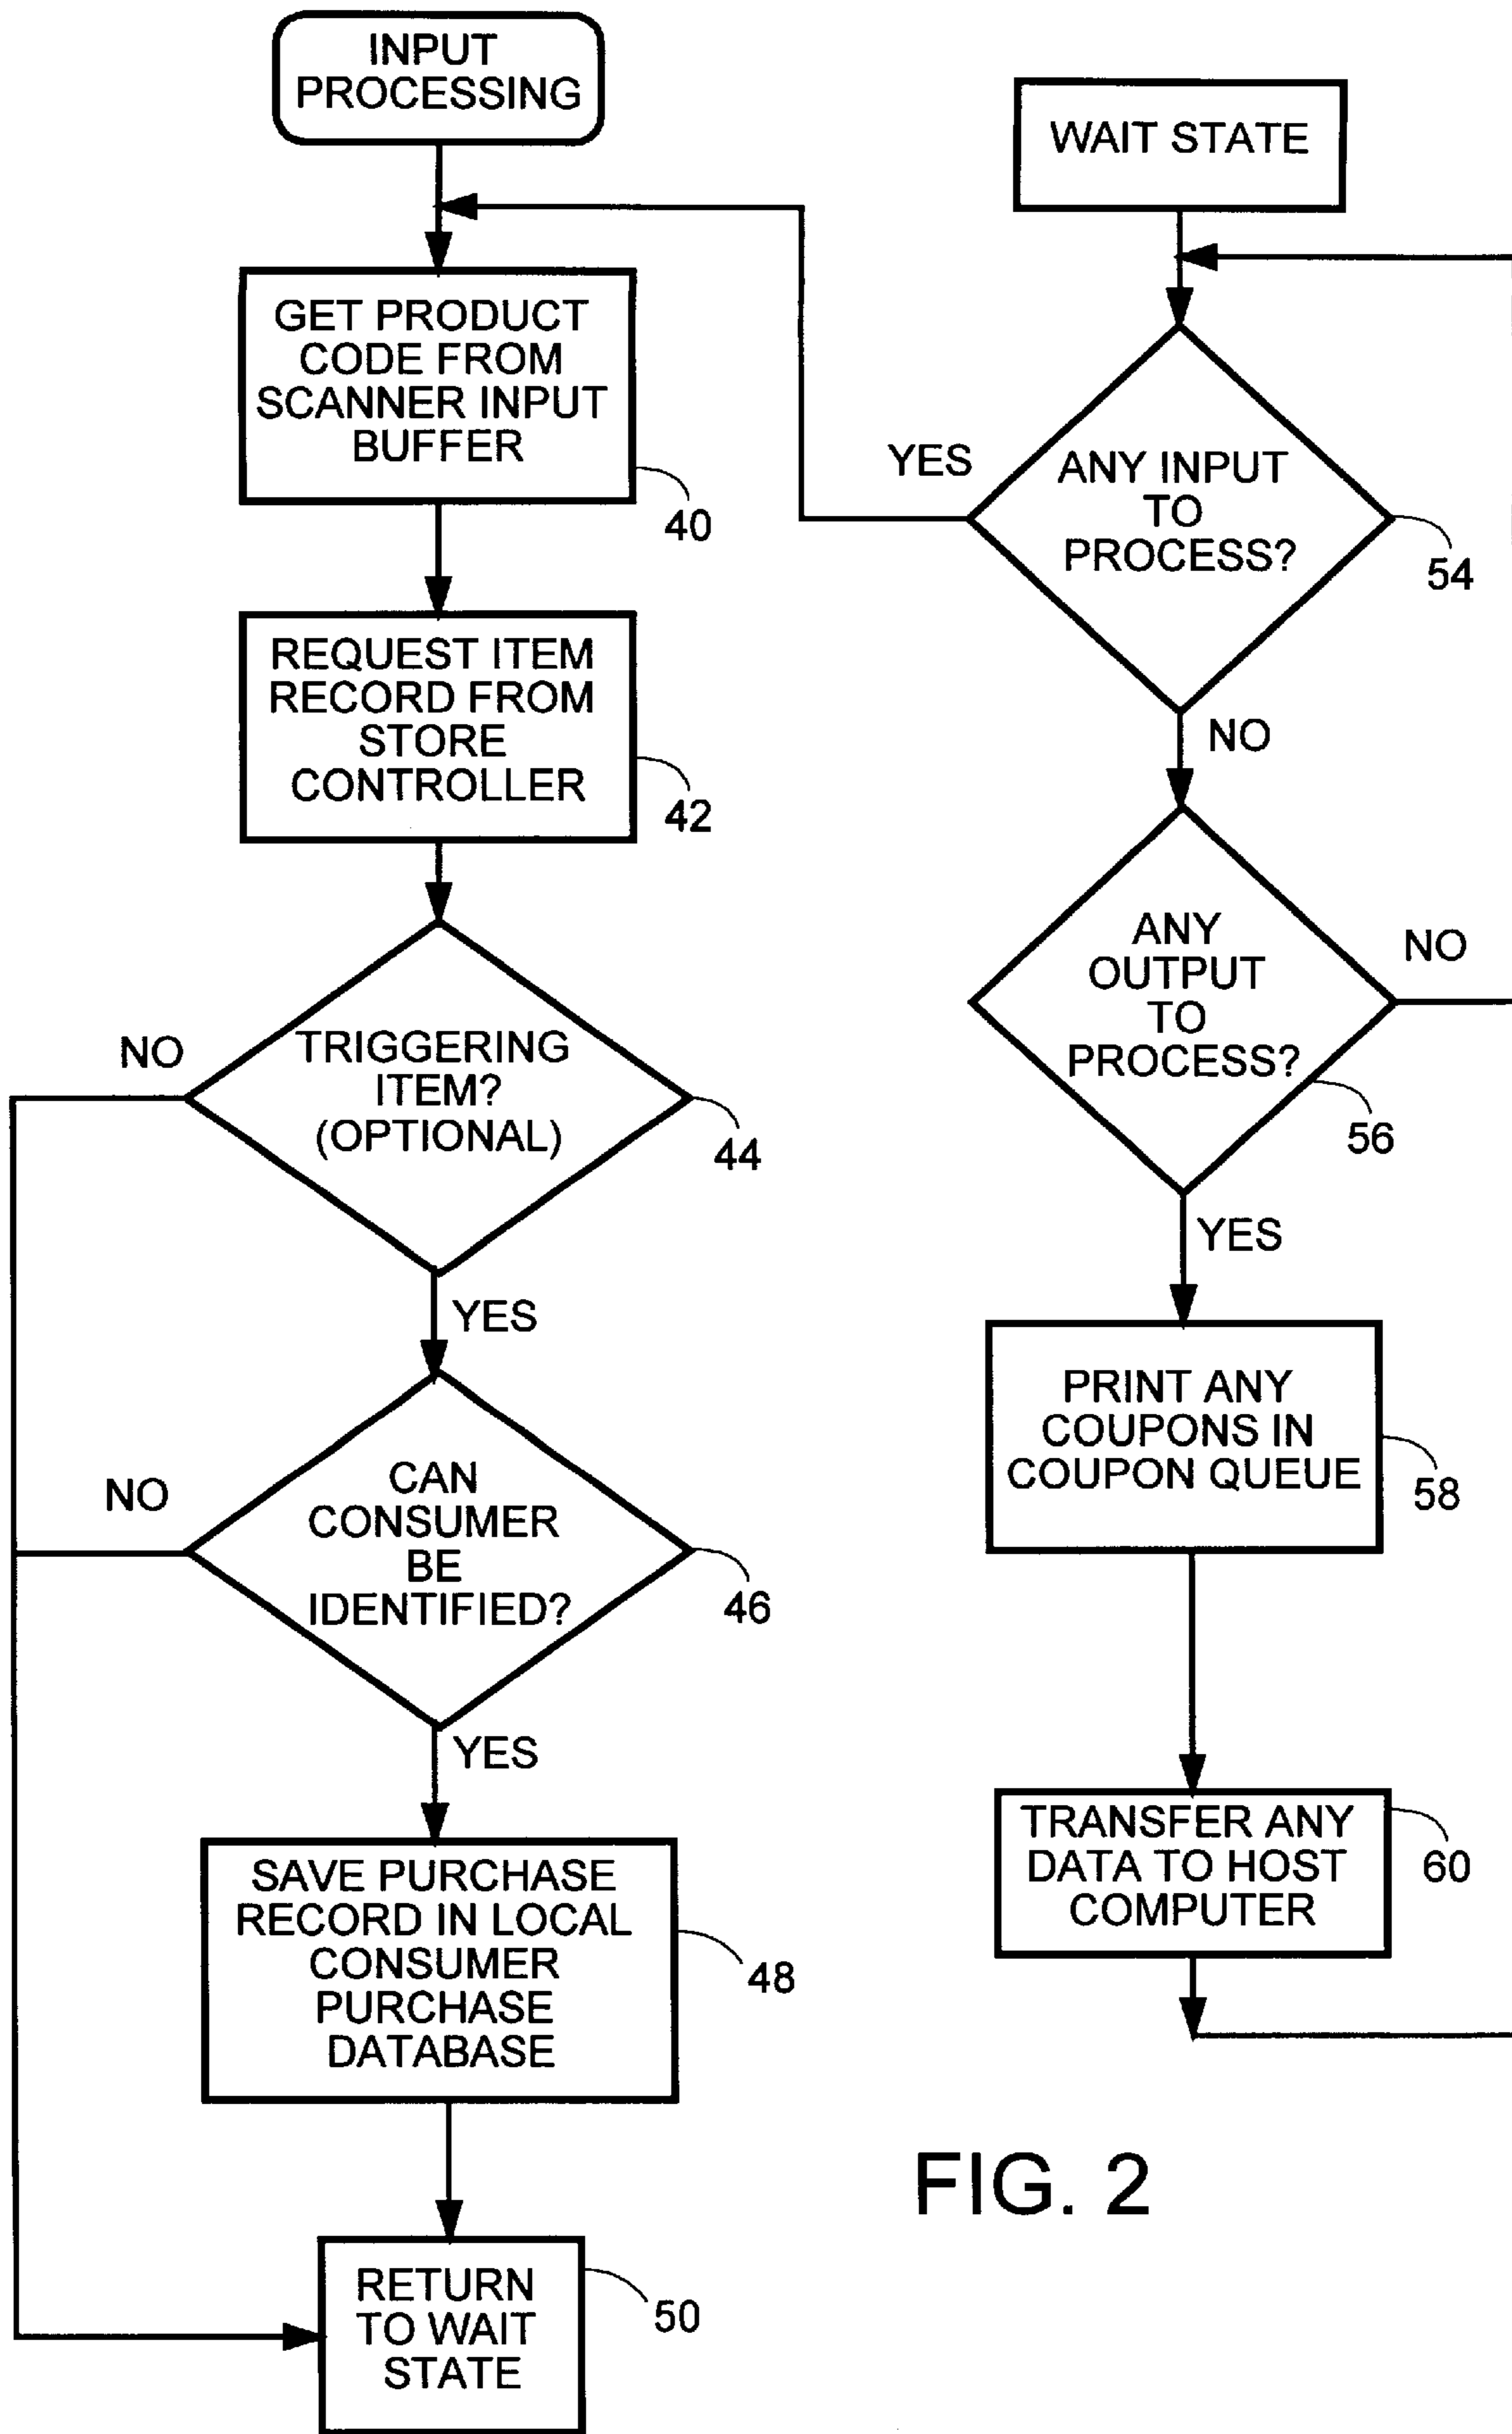 INPUT
PROCESSING
GET PRODUCT
CODE FROM
SCANNER INPUT
BUFFER
40
REQUEST ITEM
RECORD FROM
STORE
CONTROLLER
42
NO
TRIGGERING
ITEM?
(OPTIONAL)
44
YES
NO
CAN
CONSUMER
BE
IDENTIFIED?
46
YES
SAVE PURCHASE
RECORD IN LOCAL
CONSUMER
PURCHASE
DATABASE
48
RETURN
TO WAIT
STATE
50
WAIT STATE
YES
ANY INPUT
TO
PROCESS?
54
NO
ANY
OUTPUT
TO
PROCESS?
NO
56
YES
PRINT ANY
COUPONS IN
COUPON QUEUE
58
TRANSFER ANY
DATA TO HOST
COMPUTER
60
FIG. 2